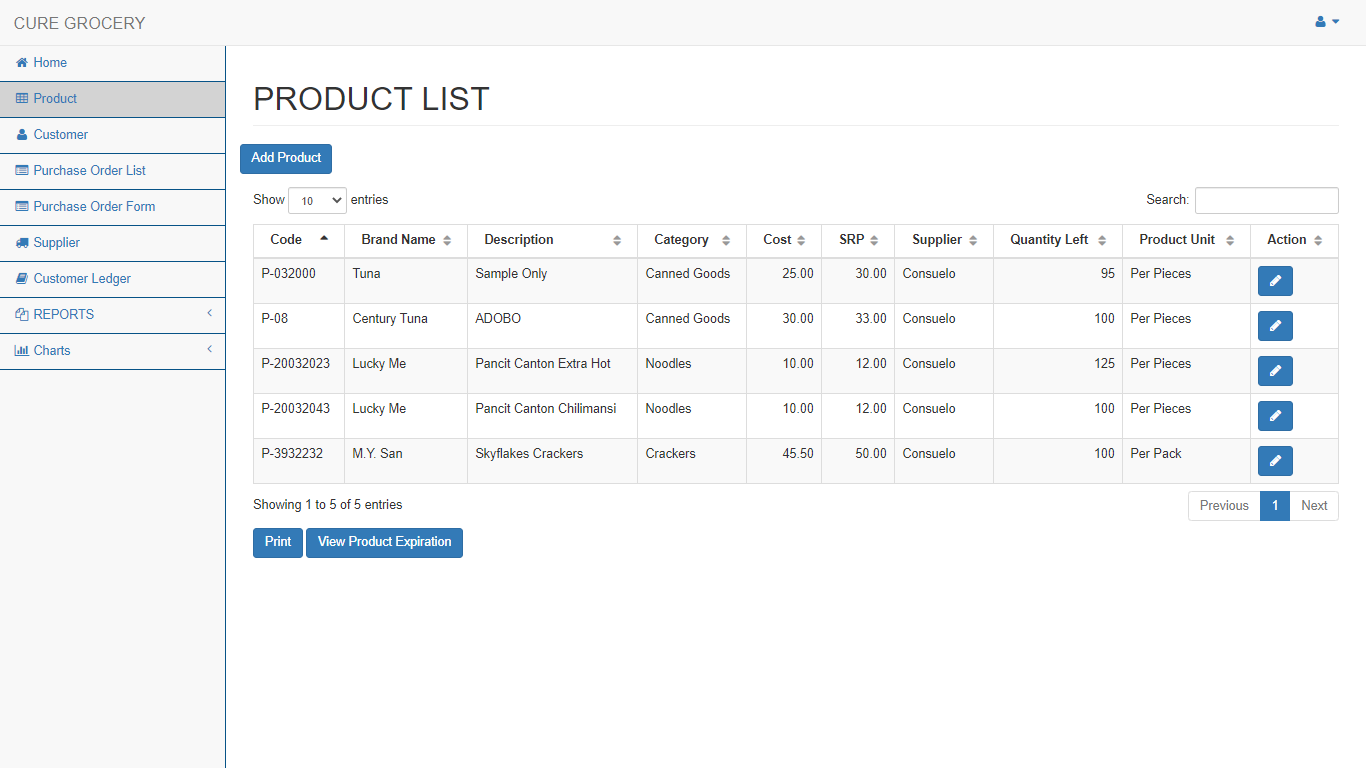 CURE GROCERY
Home
Product
Customer
Purchase Order List
Purchase Order Form
Supplier
Customer Ledger
REPORTS
Charts
PRODUCT LIST
Add Product
Show 10 entries Search:
Code Brand Name Description Category Cost SRP Supplier Quantity Left Product Unit Action
P-032000 Tuna Sample Only Canned Goods 25.00 30.00 Consuelo 95 Per Pieces
P-08 Century Tuna ADOBO Canned Goods 30.00 33.00 Consuelo 100 Per Pieces
P-20032023 Lucky Me Pancit Canton Extra Hot Noodles 10.00 12.00 Consuelo 125 Per Pieces
P-20032043 Lucky Me Pancit Canton Chilimansi Noodles 10.00 12.00 Consuelo 100 Per Pieces
P-3932232 M.Y. San Skyflakes Crackers Crackers 45.50 50.00 Consuelo 100 Per Pack
Showing 1 to 5 of 5 entries Previous 1 Next
Print View Product Expiration